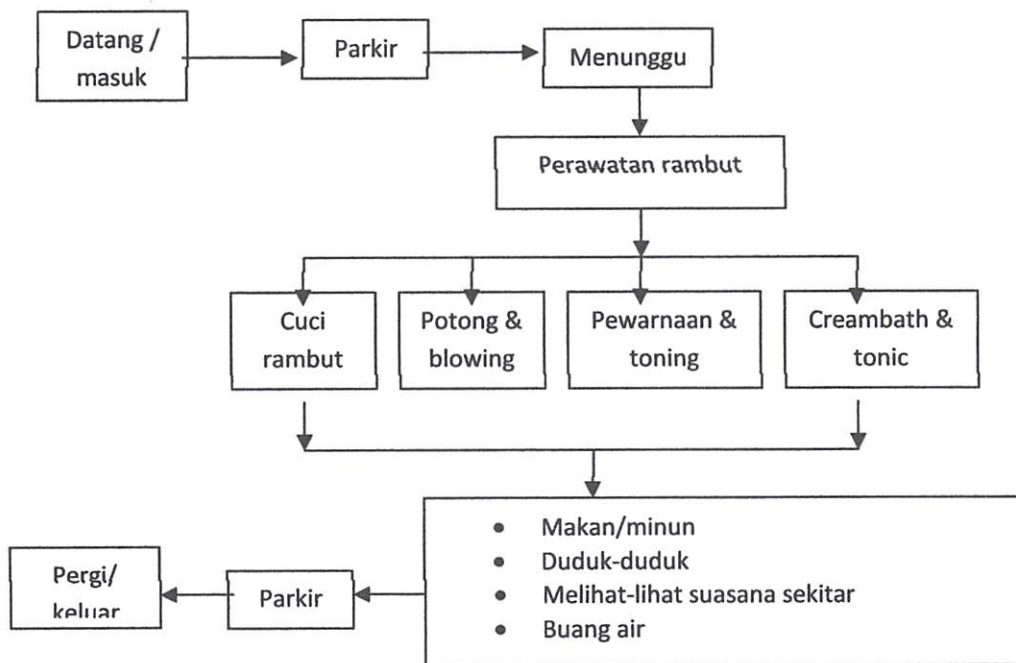 Datang /
masuk
Parkir
Menunggu
Perawatan rambut
Cuci
rambut
Potong &
blowing
Pewarnaan &
toning
Creambath &
tonic
• Makan/minun
• Duduk-duduk
• Melihat-lihat suasana sekitar
• Buang air
Parkir
Pergi/
keluar